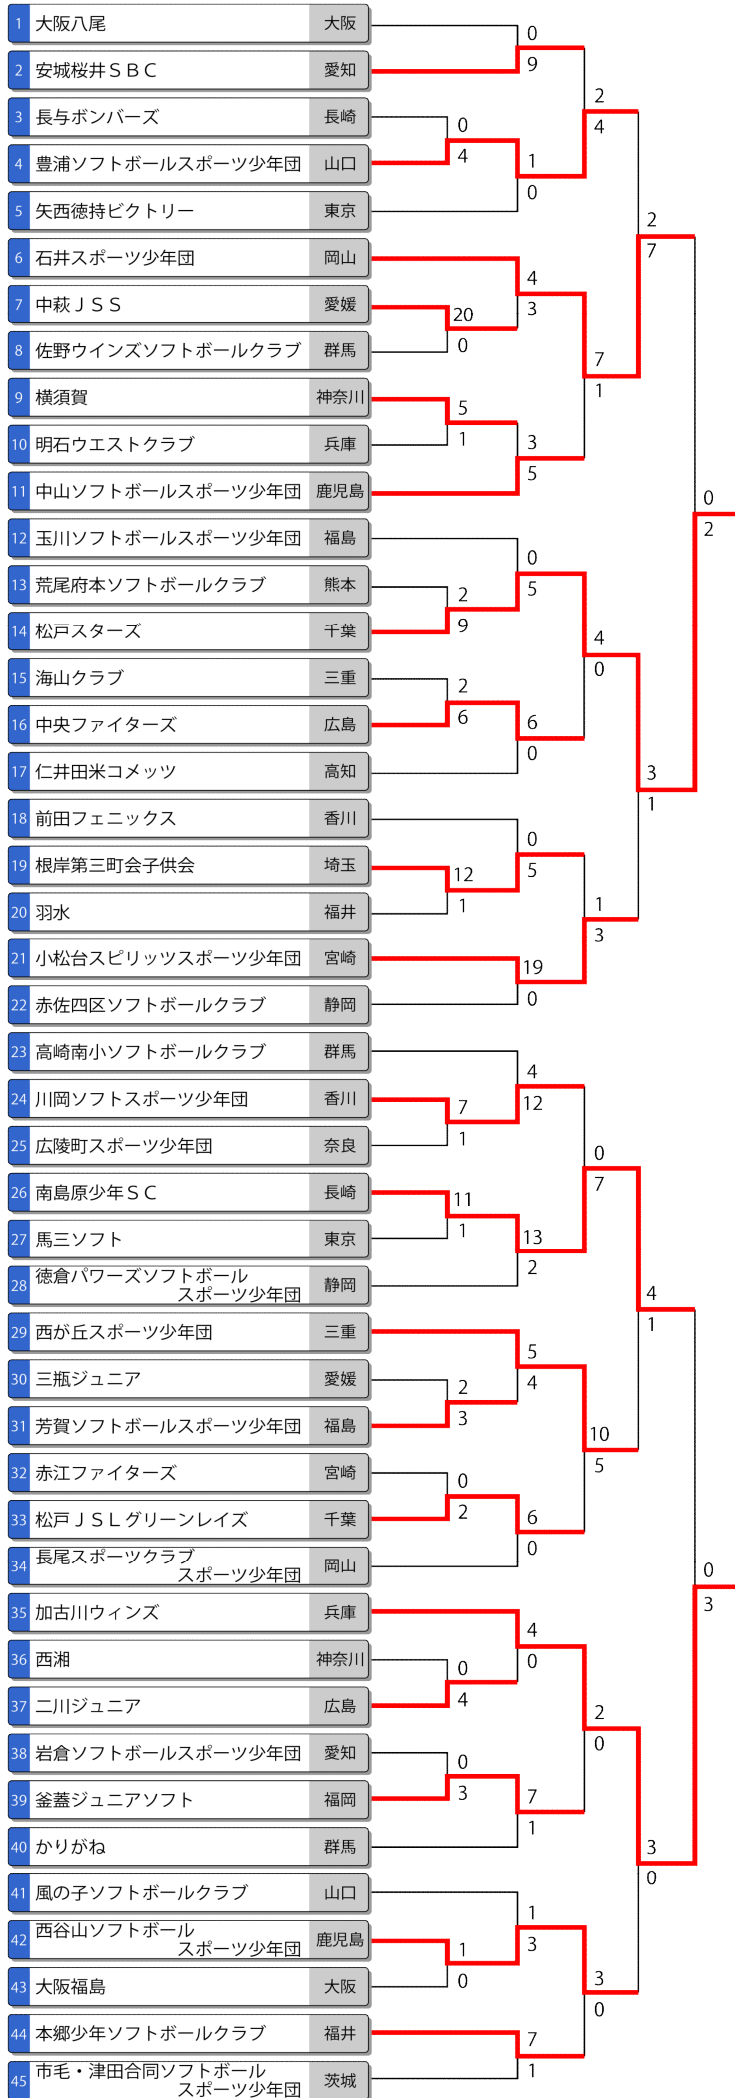 1 大阪八尾 大阪
0
2 安城桜井ＳＢＣ 愛知
9
2
3 長与ボンバーズ 長崎
0
4
4 豊浦ソフトボールスポーツ少年団 山口
4
1
0
5 矢西徳持ビクトリー 東京
2
7
6 石井スポーツ少年団 岡山
4
7 中萩ＪＳＳ 愛媛
20
3
8 佐野ウインズソフトボールクラブ 群馬
0
7
1
9 横須賀 神奈川
5
10 明石ウエストクラブ 兵庫
1
3
5
11 中山ソフトボールスポーツ少年団 鹿児島
0
2
12 玉川ソフトボールスポーツ少年団 福島
0
13 荒尾府本ソフトボールクラブ 熊本
2
5
14 松戸スターズ 千葉
9
4
0
15 海山クラブ 三重
2
16 中央ファイターズ 広島
6
6
0
17 仁井田米コメッツ 高知
3
1
18 前田フェニックス 香川
0
19 根岸第三町会子供会 埼玉
12
5
20 羽水 福井
1
1
3
21 小松台スピリッツスポーツ少年団 宮崎
19
0
22 赤佐四区ソフトボールクラブ 静岡
23 高崎南小ソフトボールクラブ 群馬
4
24 川岡ソフトスポーツ少年団 香川
7
12
25 広陵町スポーツ少年団 奈良
1
0
7
26 南島原少年ＳＣ 長崎
11
27 馬三ソフト 東京
1
13
2
28 徳倉パワーズソフトボール
スポーツ少年団 静岡
4
1
29 西が丘スポーツ少年団 三重
5
30 三瓶ジュニア 愛媛
2
4
31 芳賀ソフトボールスポーツ少年団 福島
3
10
5
32 赤江ファイターズ 宮崎
0
33 松戸ＪＳＬグリーンレイズ 千葉
2
6
0
34 長尾スポーツクラブ
スポーツ少年団 岡山
0
3
35 加古川ウィンズ 兵庫
4
36 西湘 神奈川
0
0
37 二川ジュニア 広島
4
2
0
38 岩倉ソフトボールスポーツ少年団 愛知
0
39 釜蓋ジュニアソフト 福岡
3
7
1
40 かりがね 群馬
3
0
41 風の子ソフトボールクラブ 山口
1
42 西谷山ソフトボール
スポーツ少年団 鹿児島
1
3
43 大阪福島 大阪
0
3
0
44 本郷少年ソフトボールクラブ 福井
7
1
45 市毛・津田合同ソフトボール
スポーツ少年団 茨城